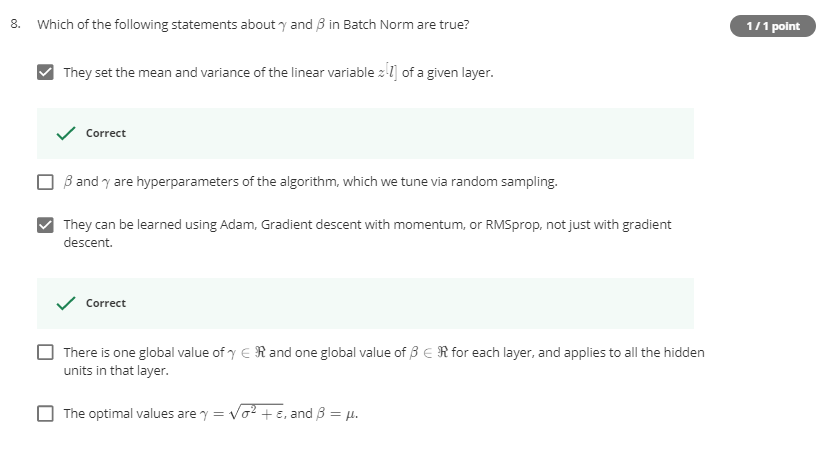 8. Which of the following statements about γ and β in Batch Norm are true?
1 / 1 point
They set the mean and variance of the linear variable z^[l] of a given layer.
Correct
β and γ are hyperparameters of the algorithm, which we tune via random sampling.
They can be learned using Adam, Gradient descent with momentum, or RMSprop, not just with gradient
descent.
Correct
There is one global value of γ ∈ ℜ and one global value of β ∈ ℜ for each layer, and applies to all the hidden
units in that layer.
The optimal values are γ = √(σ² + ε), and β = μ.